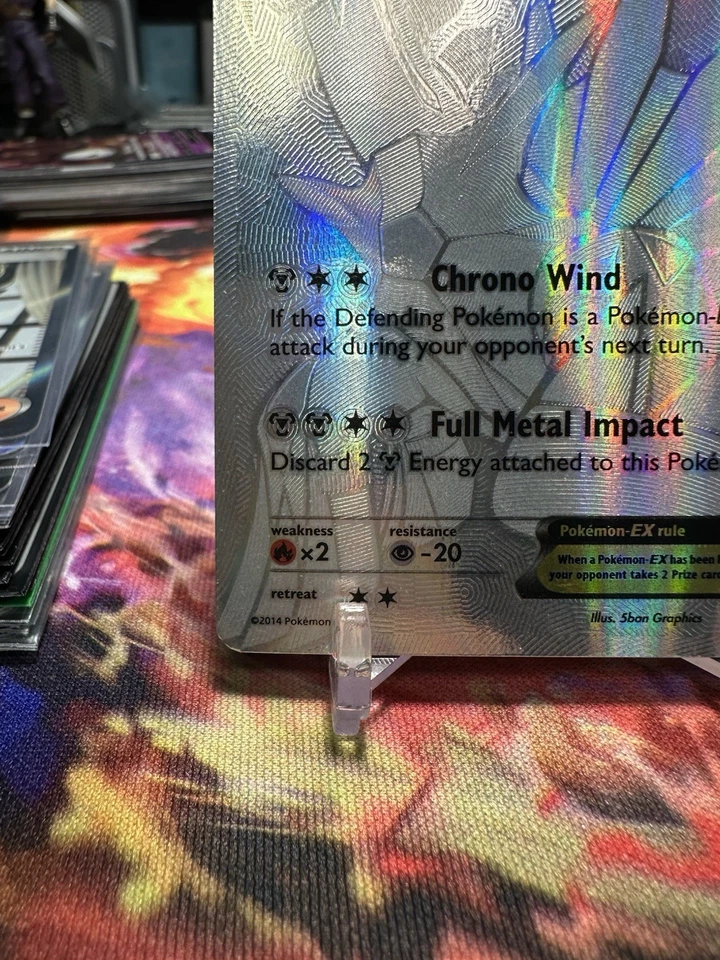 Chrono Wind
If the Defending Pokémon is a Pokémon-
attack during your opponent's next turn.
Full Metal Impact
Discard 2 Energy attached to this Poké
weakness resistance
×2 -20
Pokémon-EX rule
When a Pokémon-EX has been
your opponent takes 2 Prize car
retreat
©2014 Pokémon Illus. 5ban Graphics